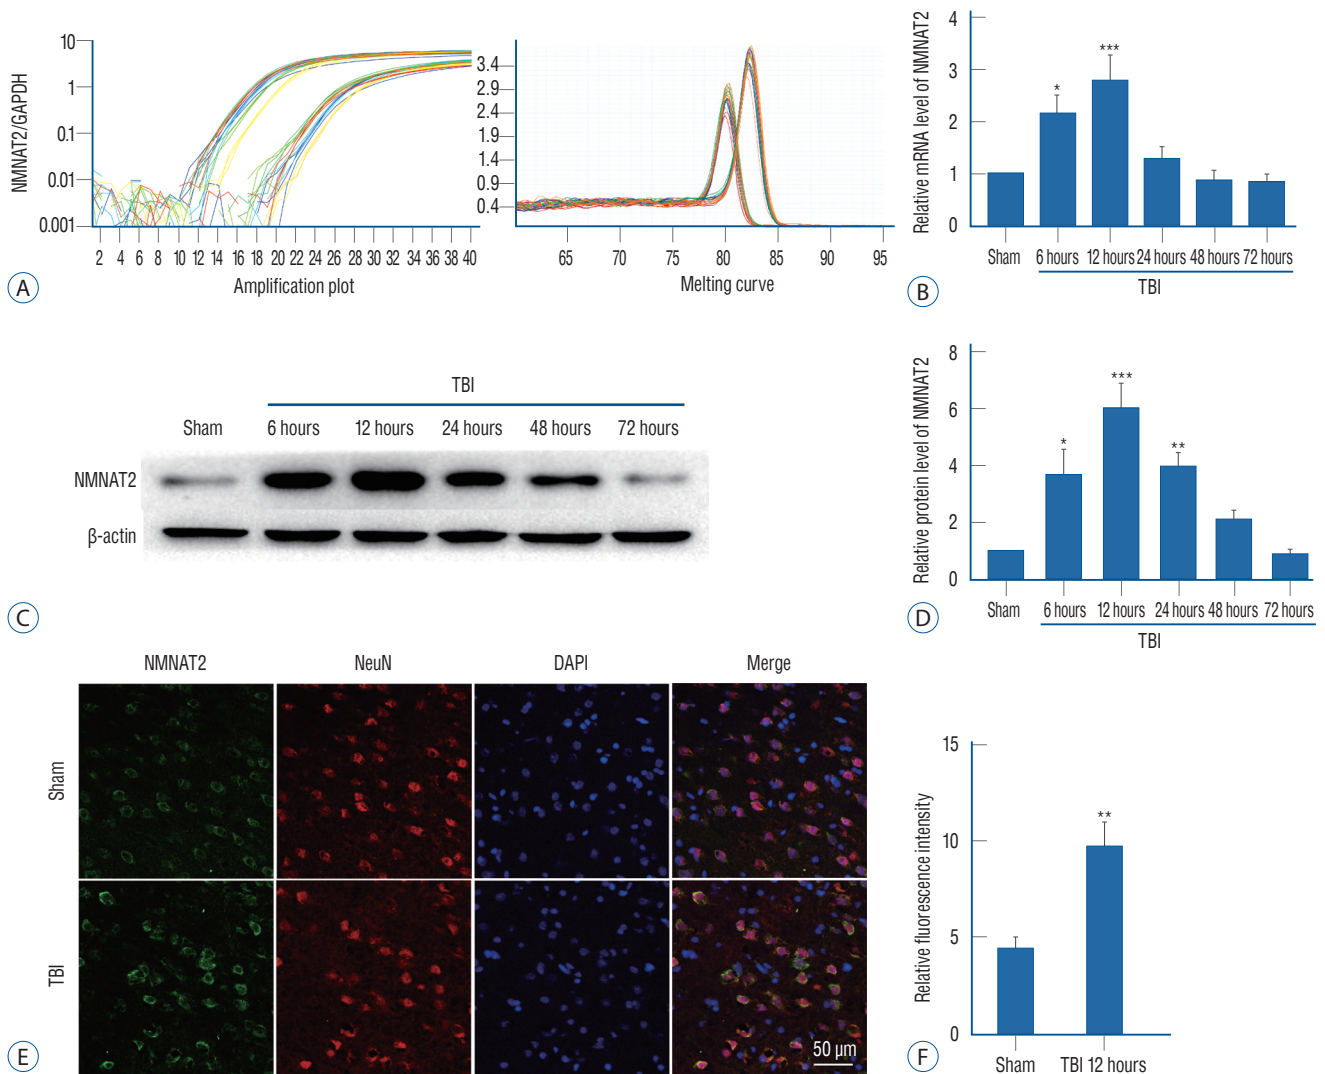 NMNAT2/GAPDH
10
1
0.1
0.01
0.001
2 4 6 8 10 12 14 16 18 20 22 24 26 28 30 32 34 36 38 40
Amplification plot
3.4
2.9
2.4
1.9
1.4
0.9
0.4
65 70 75 80 85 90 95
Melting curve
A
Relative mRNA level of NMNAT2
4
3
2
1
0
*
***
Sham 6 hours 12 hours 24 hours 48 hours 72 hours
TBI
B
TBI
Sham 6 hours 12 hours 24 hours 48 hours 72 hours
NMNAT2
β-actin
C
Relative protein level of NMNAT2
8
6
4
2
0
*
***
**
Sham 6 hours 12 hours 24 hours 48 hours 72 hours
TBI
D
NMNAT2 NeuN DAPI Merge
Sham
TBI
50 µm
E
Relative fluorescence intensity
15
10
5
0
**
Sham TBI 12 hours
F